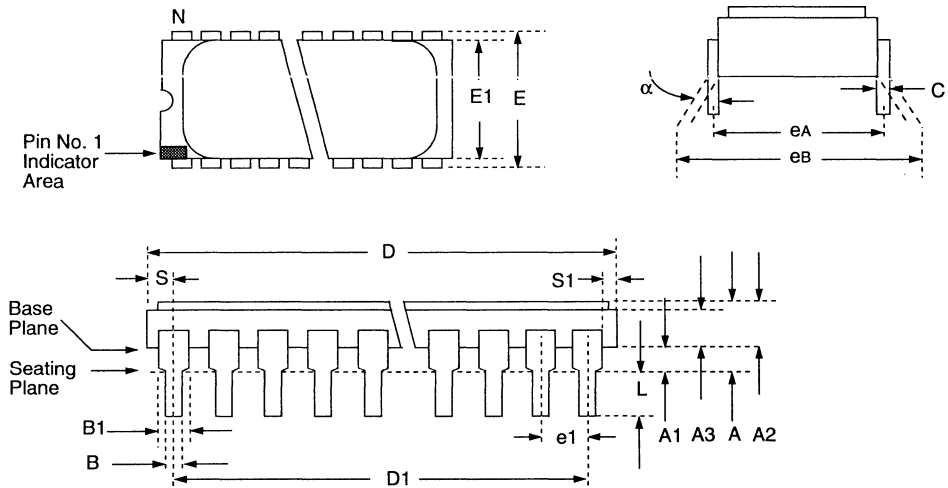 N
E1
E
Pin No. 1
Indicator
Area
α
C
eA
eB
D
S
S1
Base
Plane
Seating
Plane
L
B1
e1
A1
A3
A
A2
B
D1